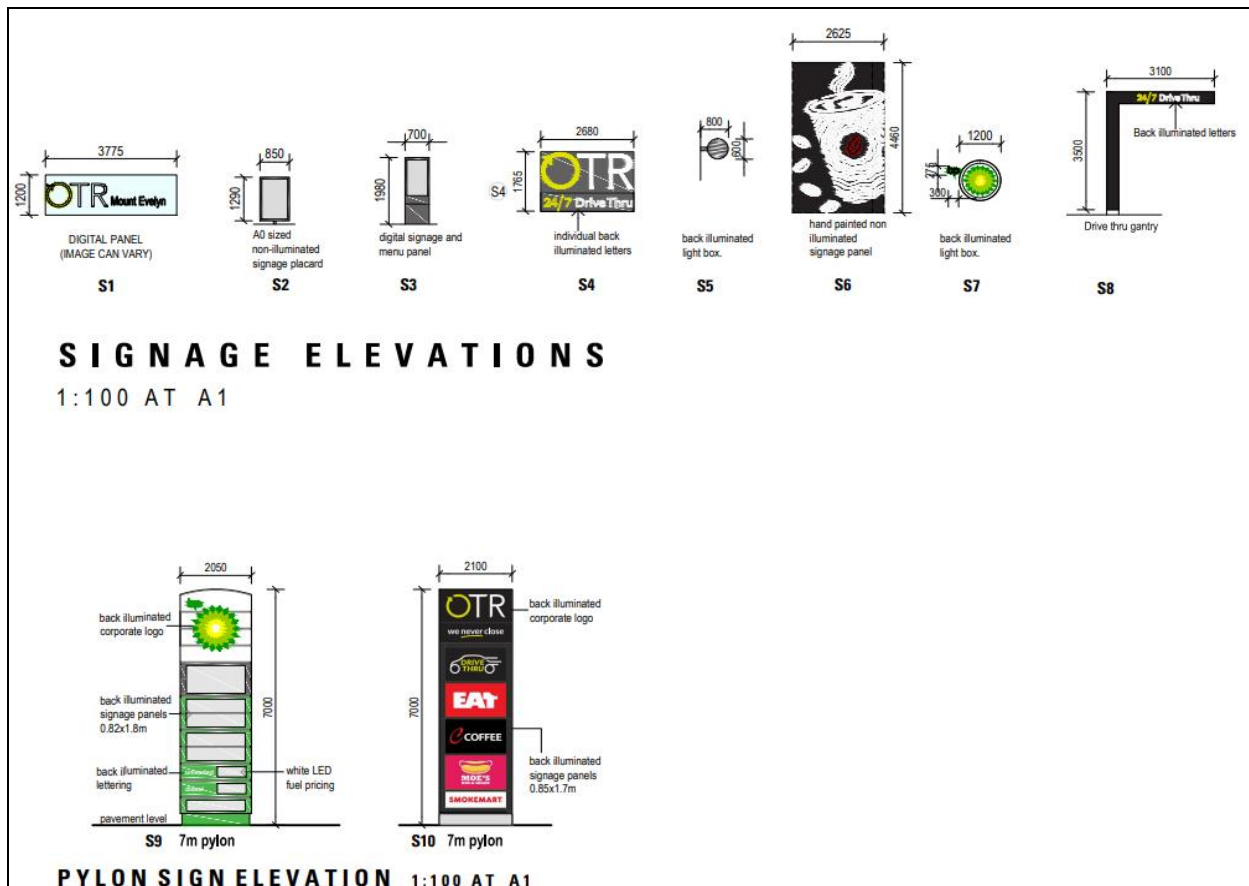 3775
1200
OTR Mount Evelyn
DIGITAL PANEL
(IMAGE CAN VARY)
S1
850
1290
A0 sized
non-illuminated
signage placard
S2
700
1980
digital signage and
menu panel
S3
2680
S4
1765
OTR
24/7 DriveThru
individual back
illuminated letters
S4
800
600
back illuminated
light box.
S5
2625
4460
hand painted non
illuminated
signage panel
S6
1200
300
back illuminated
light box.
S7
3100
3500
24/7 DriveThru
Back illuminated letters
Drive thru gantry
S8
SIGNAGE ELEVATIONS
1:100 AT A1
2050
7000
back illuminated
corporate logo
back illuminated
signage panels
0.82x1.8m
back illuminated
lettering
white LED
fuel pricing
pavement level
S9 7m pylon
2100
7000
OTR
we never close
DRIVE
THRU
EAT
COFFEE
MOE'S
SMOKEMART
back illuminated
corporate logo
back illuminated
signage panels
0.85x1.7m
S10 7m pylon
PYLON SIGN ELEVATION 1:100 AT A1